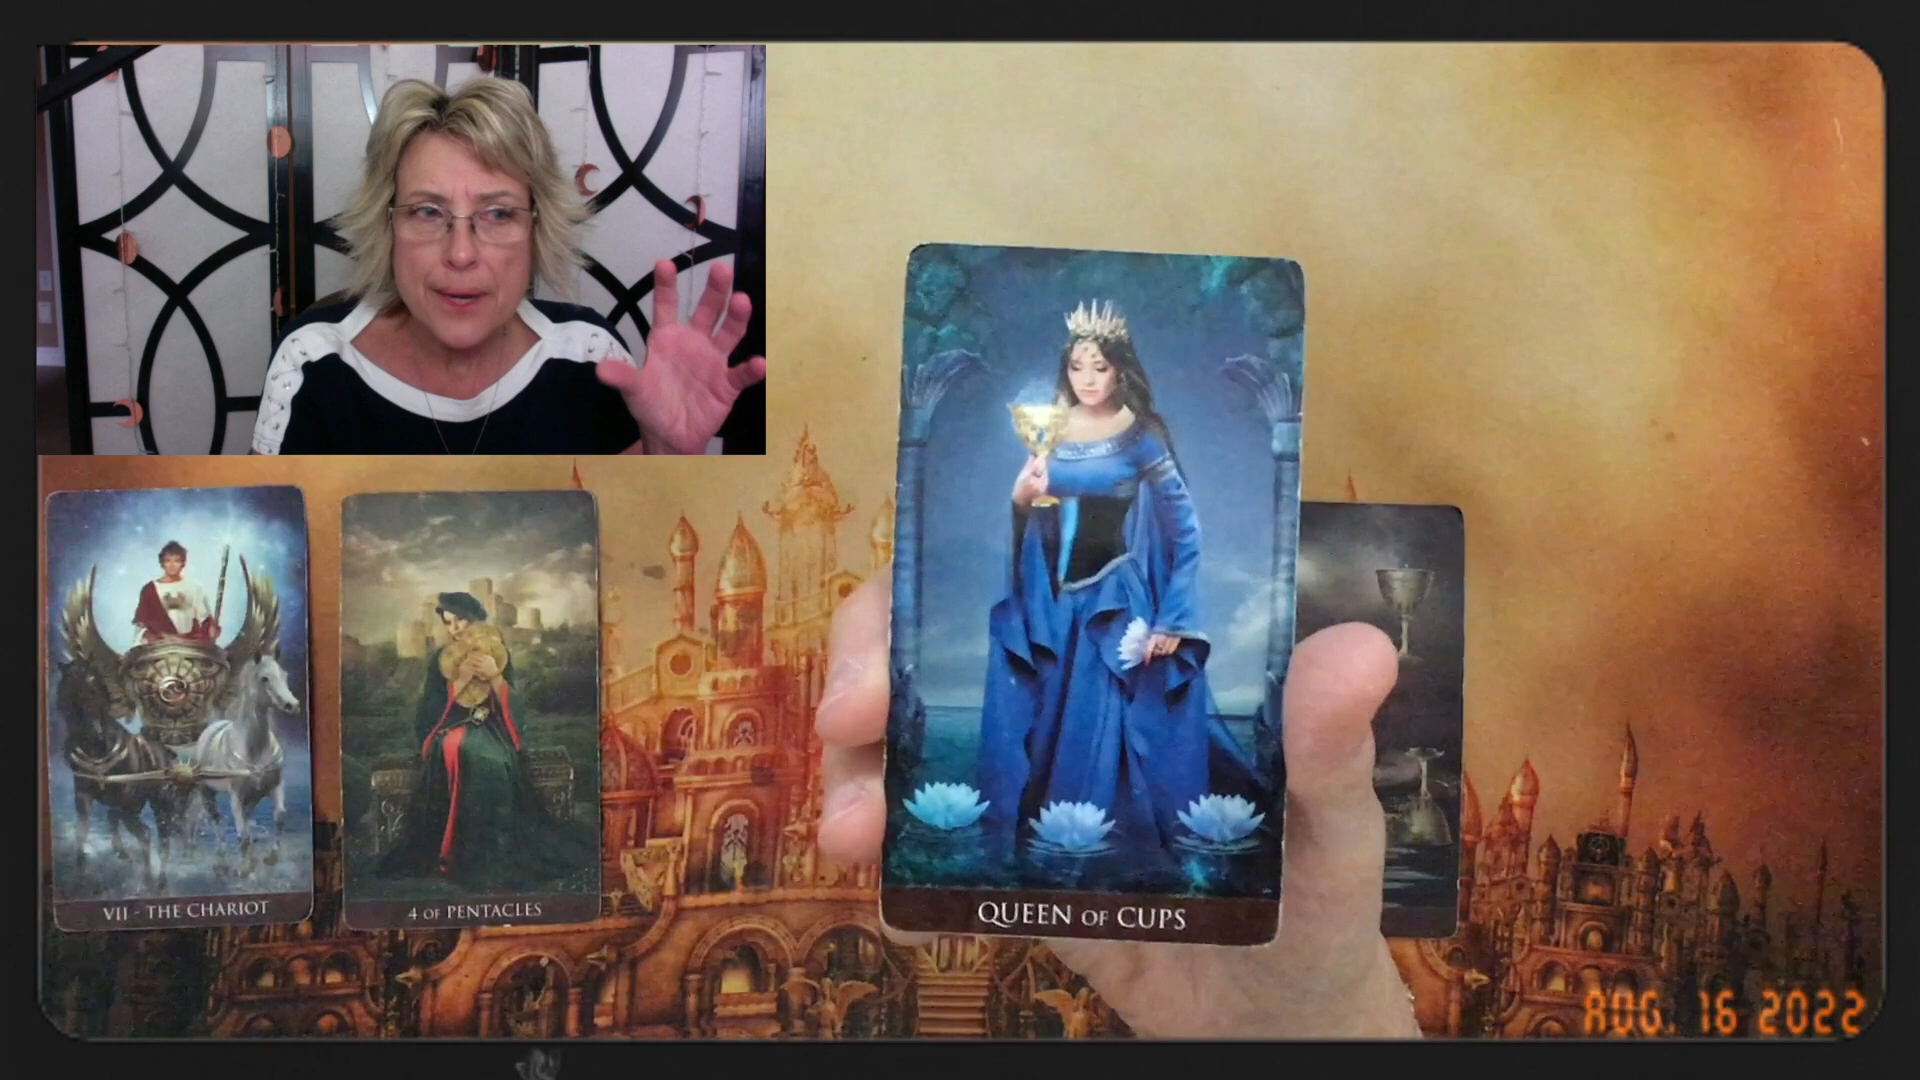 VII - THE CHARIOT
4 OF PENTACLES
QUEEN OF CUPS
AUG. 16 2022